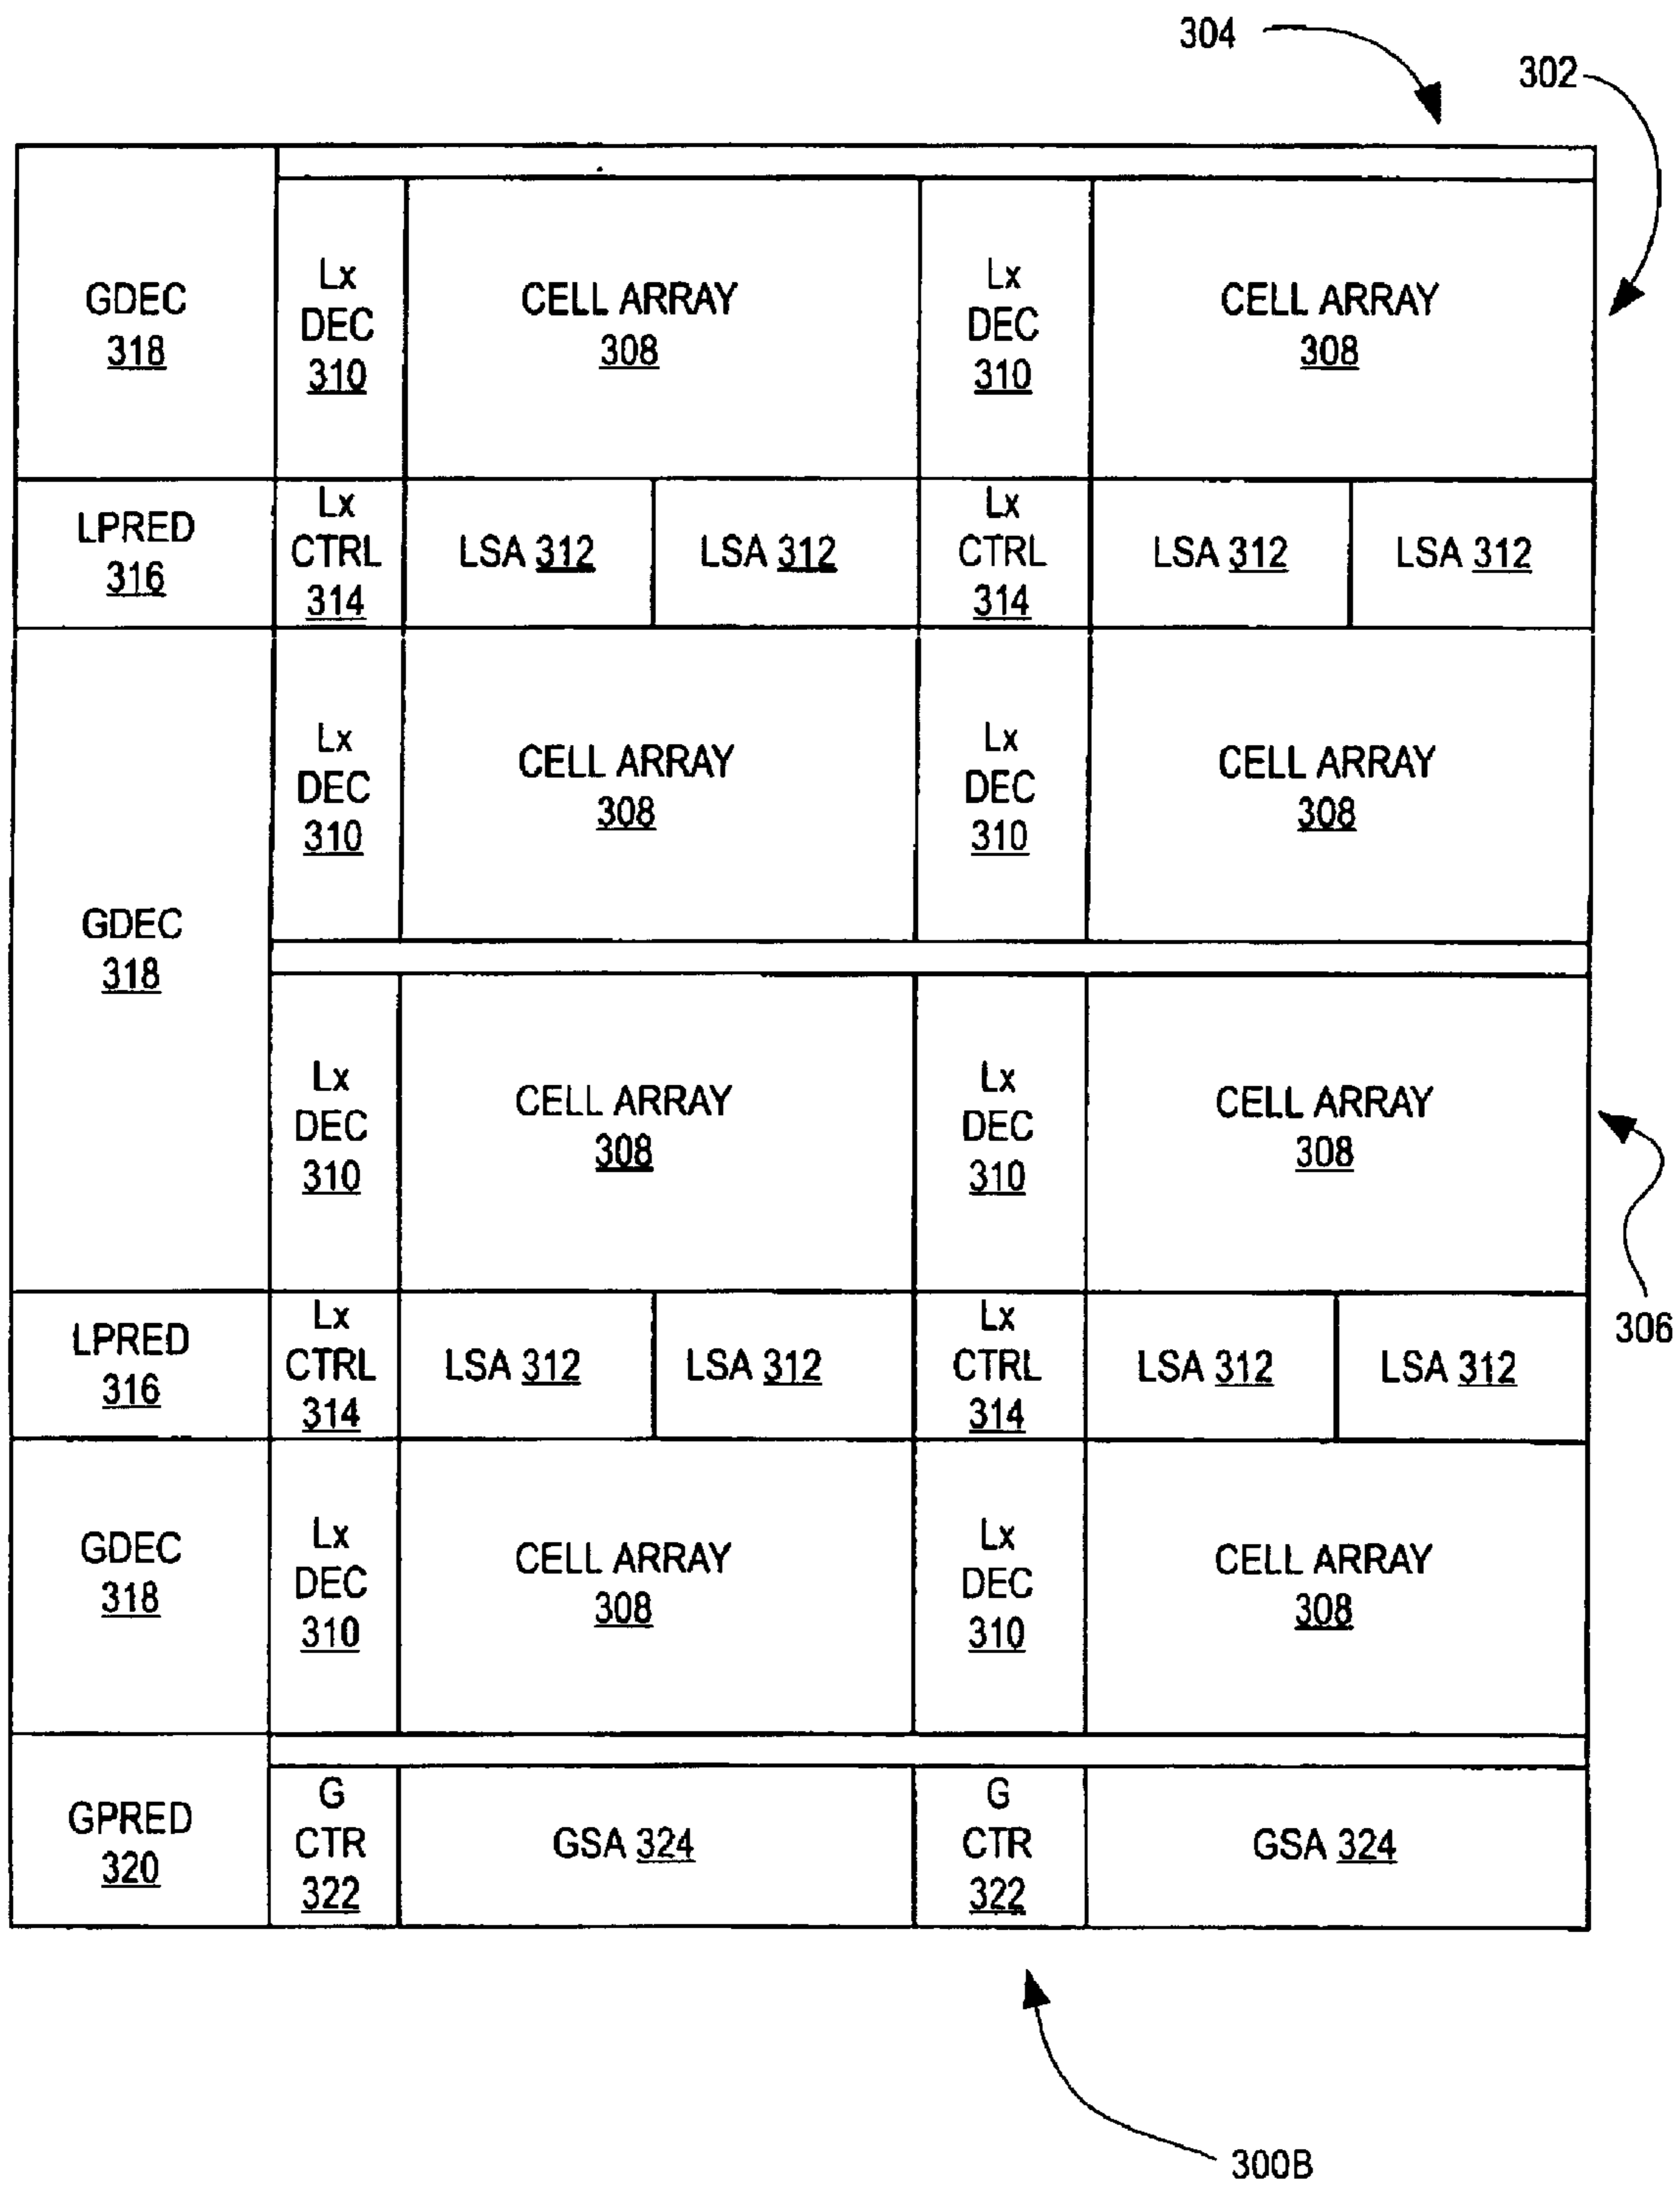 304
302
GDEC
318
Lx
DEC
310
CELL ARRAY
308
Lx
DEC
310
CELL ARRAY
308
LPRED
316
Lx
CTRL
314
LSA 312
LSA 312
Lx
CTRL
314
LSA 312
LSA 312
GDEC
318
Lx
DEC
310
CELL ARRAY
308
Lx
DEC
310
CELL ARRAY
308
Lx
DEC
310
CELL ARRAY
308
Lx
DEC
310
CELL ARRAY
308
306
LPRED
316
Lx
CTRL
314
LSA 312
LSA 312
Lx
CTRL
314
LSA 312
LSA 312
GDEC
318
Lx
DEC
310
CELL ARRAY
308
Lx
DEC
310
CELL ARRAY
308
GPRED
320
G
CTR
322
GSA 324
G
CTR
322
GSA 324
300B